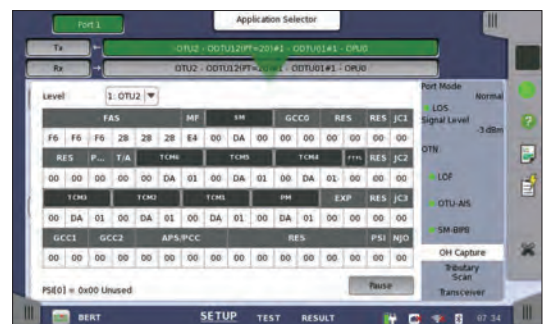 Port 1
Application Selector
Tx
OTU2 - ODTU12(PT=20)#1 - ODTU01#1 - OPU0
Rx
OTU2 - ODTU12(PT=20)#1 - ODTU01#1 - OPU0
Level
1: OTU2
FAS MF SM GCC0 RES RES JC1
F6 F6 F6 28 28 28 E4 00 DA 00 00 00 00 00 00 00
RES P... T/A TCM6 TCM5 TCM4 RES JC2
00 00 00 00 00 DA 01 00 DA 01 00 DA 01 00 00 00
TCM3 TCM2 TCM1 PM EXP RES JC3
00 DA 01 00 DA 01 00 DA 01 00 DA 01 00 00 00 00
GCC1 GCC2 APS/PCC RES PSI NJO
00 00 00 00 00 00 00 00 00 00 00 00 00 00 00 00
PSI[0] = 0x00 Unused
Pause
Port Mode
Normal
LOS
Signal Level
-3 dBm
OTN
LOF
OTU-AIS
SM-BIP8
OH Capture
Tributary
Scan
Transceiver
BERT
SETUP
TEST
RESULT
07:34